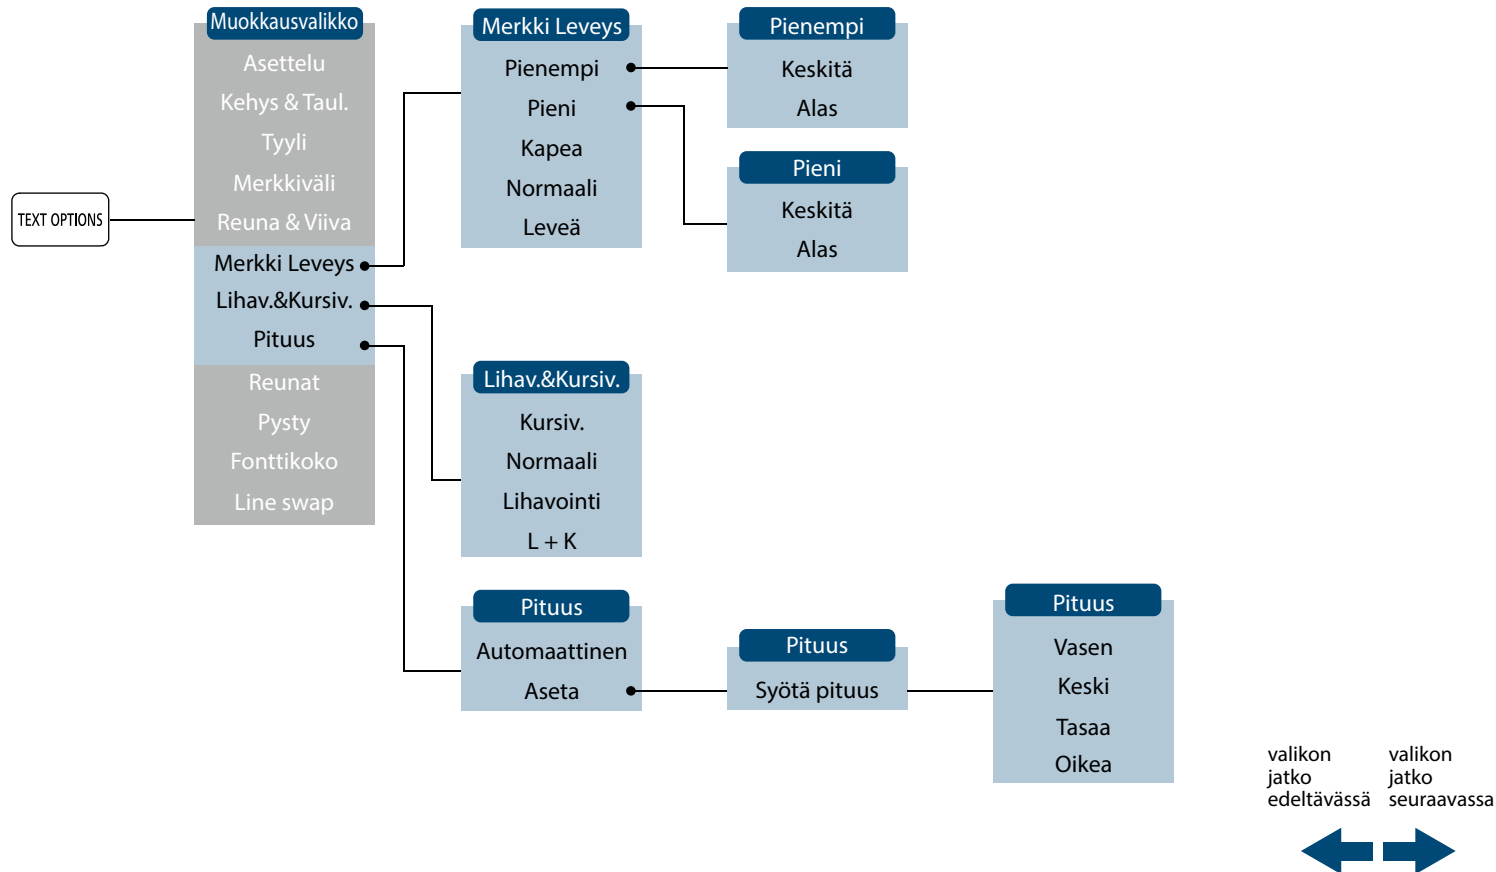 TEXT OPTIONS
Muokkausvalikko
Asettelu
Kehys & Taul.
Tyyli
Merkkiväli
Reuna & Viiva
Merkki Leveys
Lihav.&Kursiv.
Pituus
Reunat
Pysty
Fonttikoko
Line swap
Merkki Leveys
Pienempi
Pieni
Kapea
Normaali
Leveä
Pienempi
Keskitä
Alas
Pieni
Keskitä
Alas
Lihav.&Kursiv.
Kursiv.
Normaali
Lihavointi
L + K
Pituus
Automaattinen
Aseta
Pituus
Syötä pituus
Pituus
Vasen
Keski
Tasaa
Oikea
valikon
jatko
edeltävässä
valikon
jatko
seuraavassa